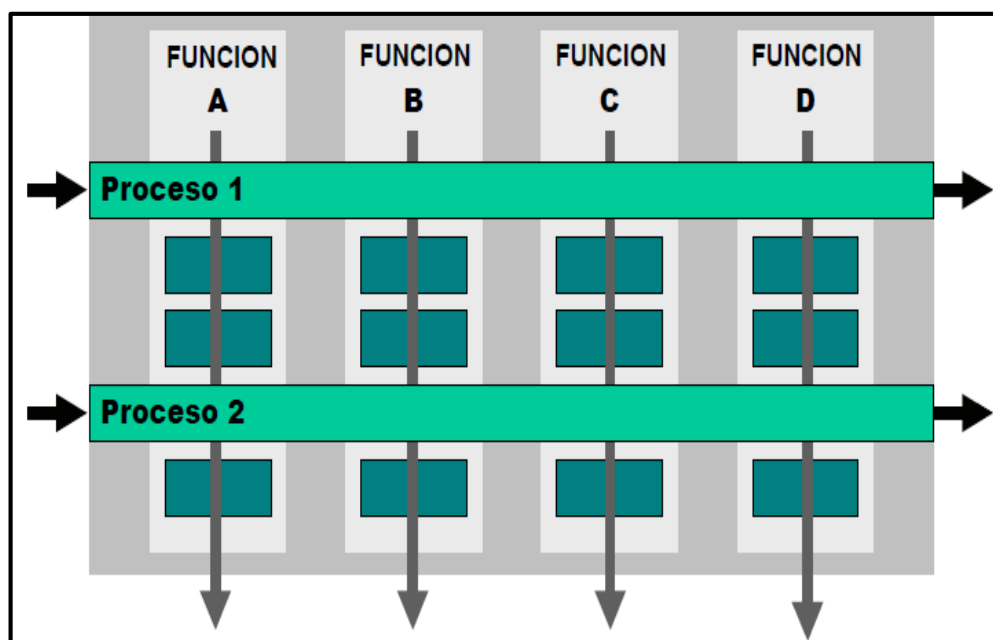 FUNCION
A
FUNCION
B
FUNCION
C
FUNCION
D
Proceso 1
Proceso 2